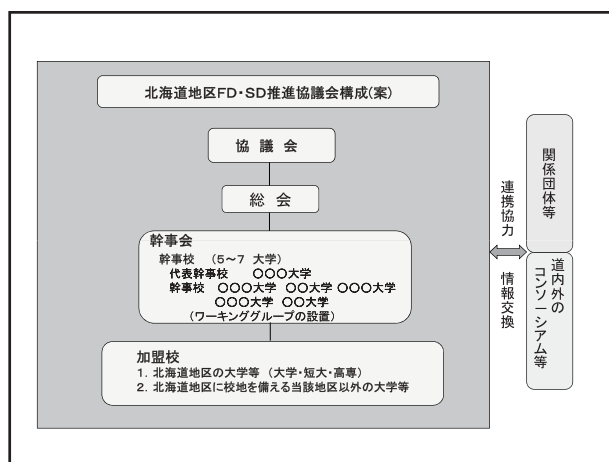 北海道地区FD・SD推進協議会構成(案)
協 議 会
総 会
幹事会
幹事校 (5~7 大学)
代表幹事校 ○○○大学
幹事校 ○○○大学 ○○大学 ○○○大学
○○○大学 ○○大学
(ワーキンググループの設置)
加盟校
1. 北海道地区の大学等 (大学・短大・高専)
2. 北海道地区に校地を備える当該地区以外の大学等
連携協力
情報交換
関係団体等
道内外の
コンソーシアム等